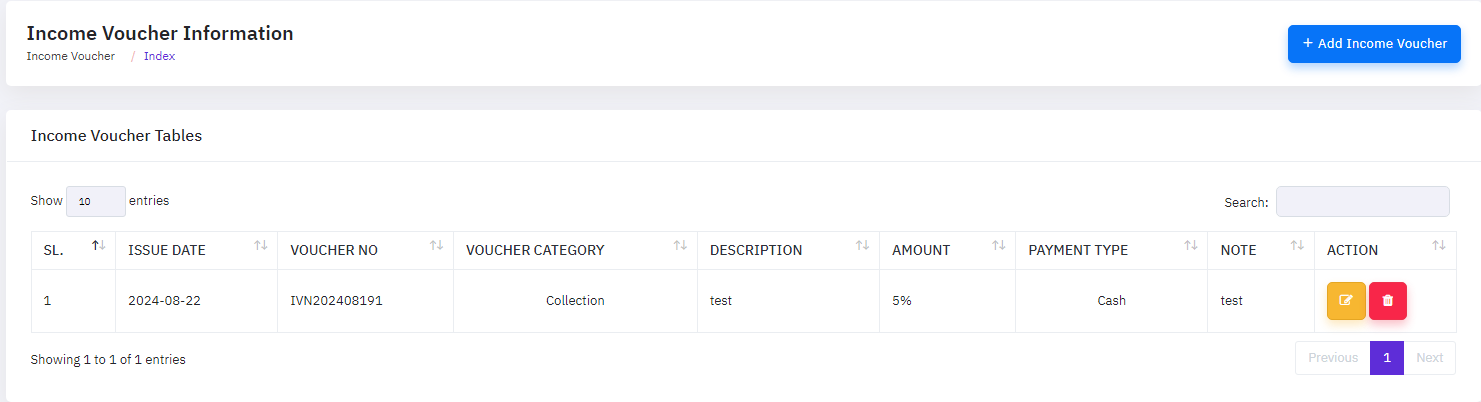 Income Voucher Information
Income Voucher / Index
+ Add Income Voucher
Income Voucher Tables
Show 10 entries
Search:
SL. ISSUE DATE VOUCHER NO VOUCHER CATEGORY DESCRIPTION AMOUNT PAYMENT TYPE NOTE ACTION
1 2024-08-22 IVN202408191 Collection test 5% Cash test
Showing 1 to 1 of 1 entries
Previous 1 Next